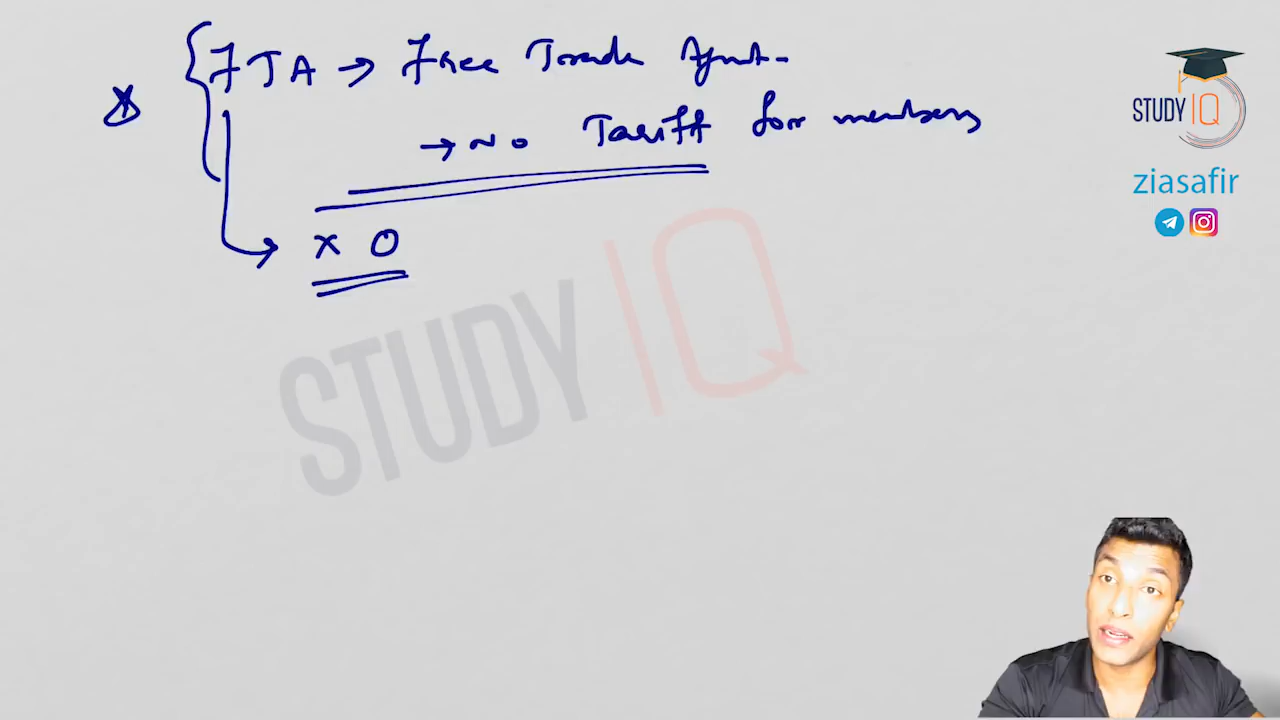 FTA → Free Trade Agmt-
→ No Tariff for members
x 0
STUDY IQ
STUDY IQ
ziasafir